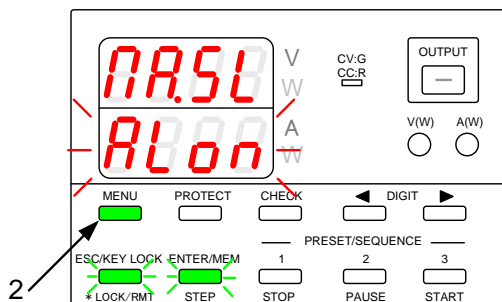 MA.SL
V
W
ALon
A
W
CV:G
CC:R
OUTPUT
V(W) A(W)
MENU PROTECT CHECK ◄ DIGIT ►
2
PRESET/SEQUENCE
ESC/KEY LOCK ENTER/MEM 1 2 3
* LOCK/RMT STEP STOP PAUSE START